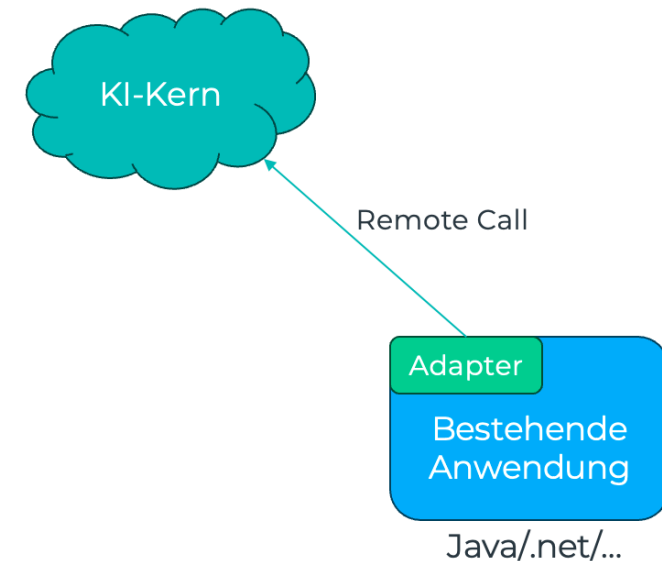 KI-Kern
Remote Call
Adapter
Bestehende
Anwendung
Java/.net/...